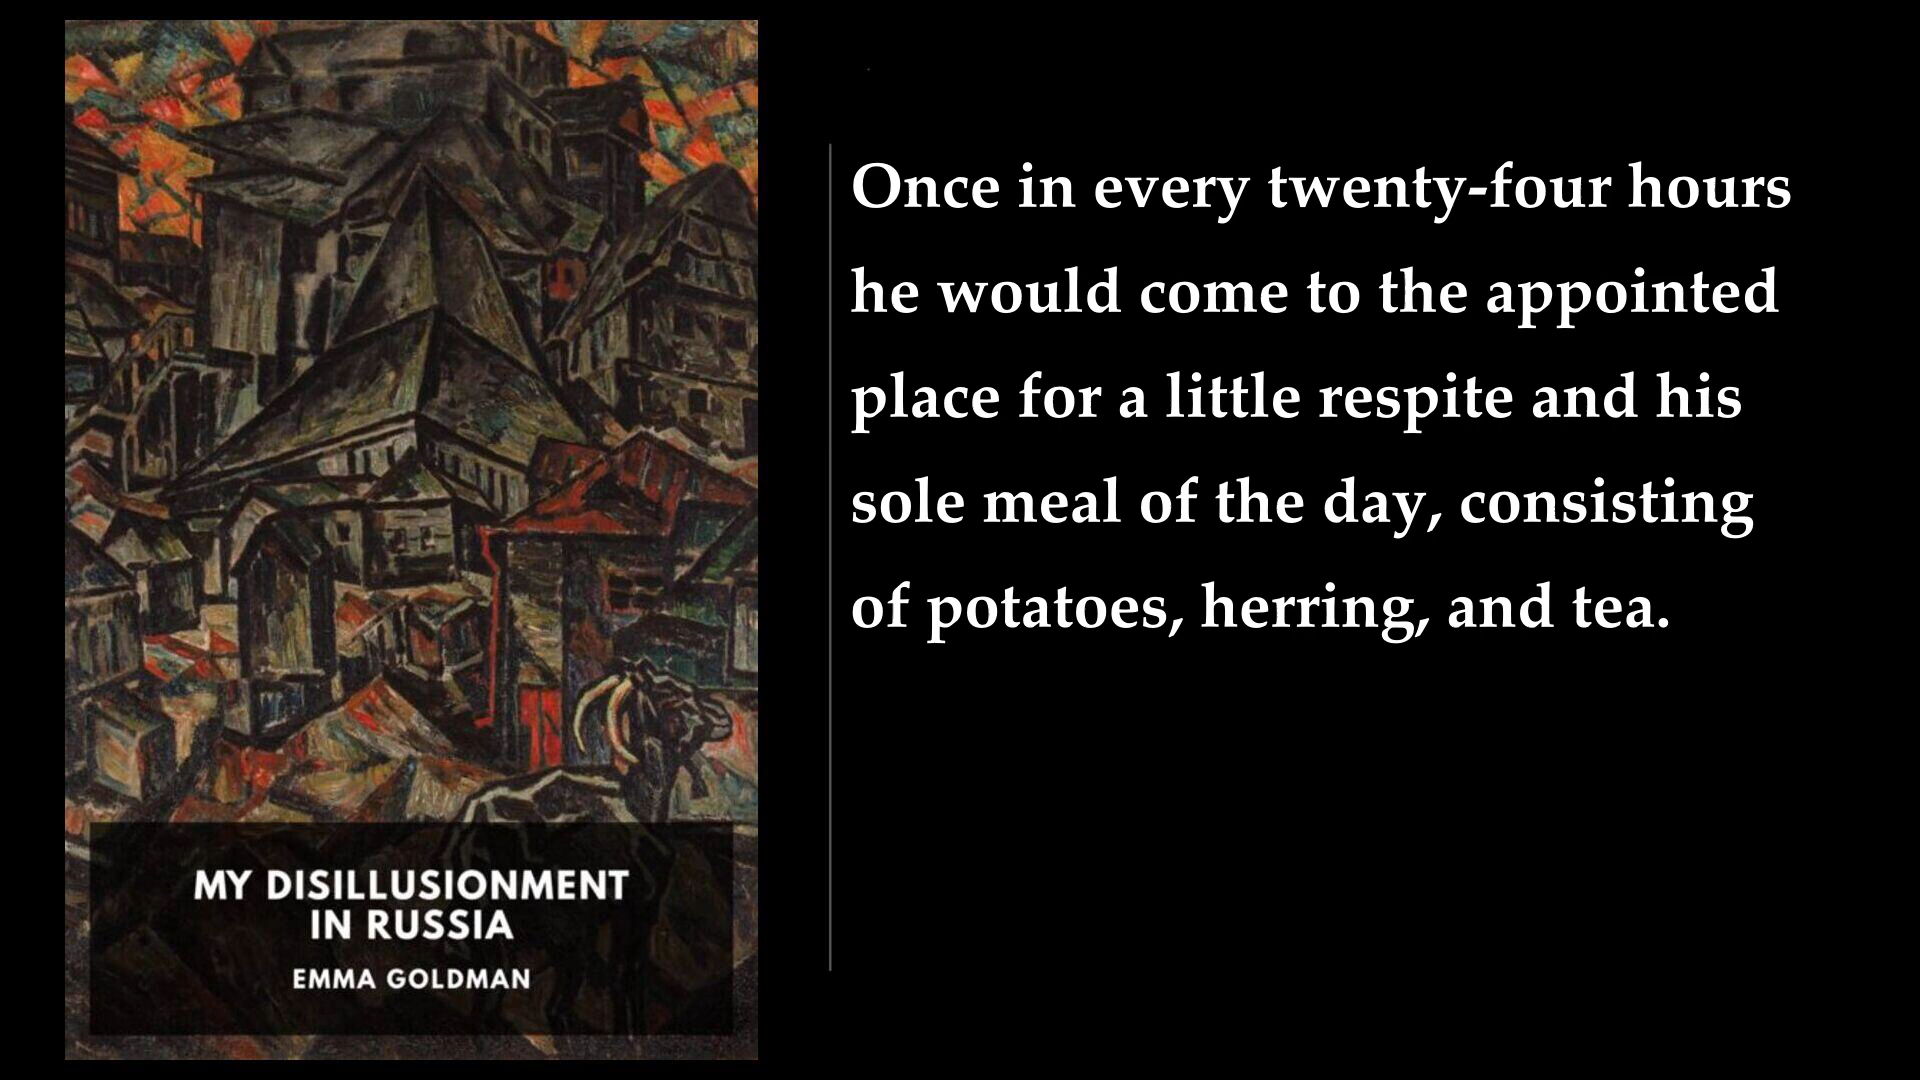 MY DISILLUSIONMENT
IN RUSSIA
EMMA GOLDMAN
Once in every twenty-four hours
he would come to the appointed
place for a little respite and his
sole meal of the day, consisting
of potatoes, herring, and tea.